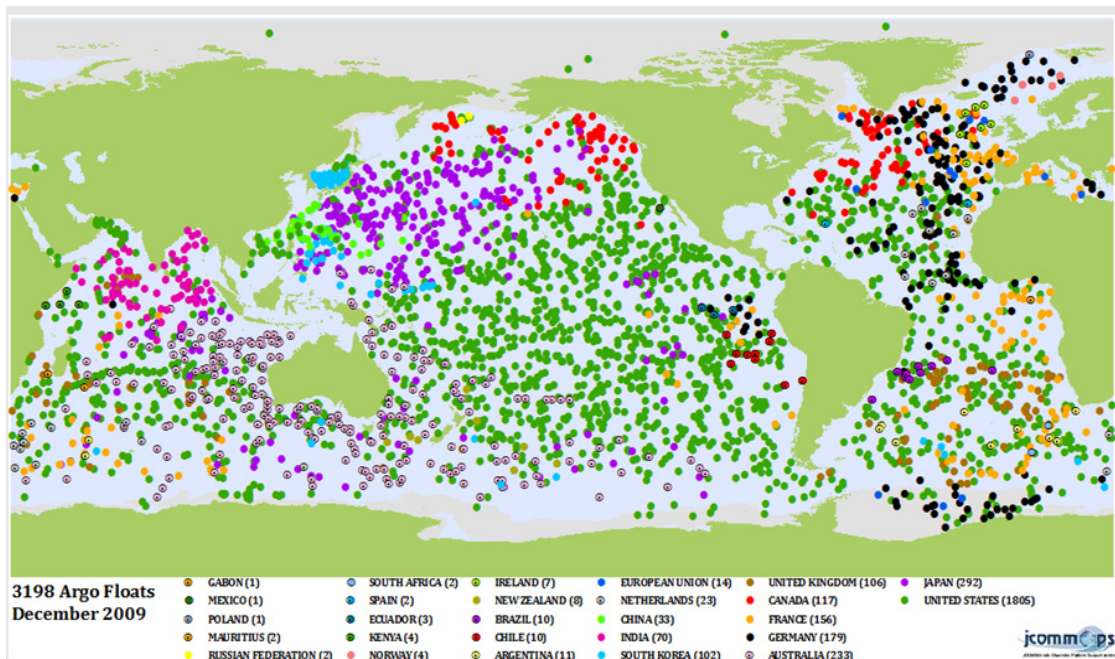 3198 Argo Floats
December 2009
GABON (1)
MEXICO (1)
POLAND (1)
MAURITIUS (2)
RUSSIAN FEDERATION (2)
SOUTH AFRICA (2)
SPAIN (2)
ECUADOR (3)
KENYA (4)
NORWAY (4)
IRELAND (7)
NEW ZEALAND (8)
BRAZIL (10)
CHILE (10)
ARGENTINA (11)
EUROPEAN UNION (14)
NETHERLANDS (23)
CHINA (33)
INDIA (70)
SOUTH KOREA (102)
UNITED KINGDOM (106)
CANADA (117)
FRANCE (156)
GERMANY (179)
AUSTRALIA (233)
JAPAN (292)
UNITED STATES (1805)
jcommops